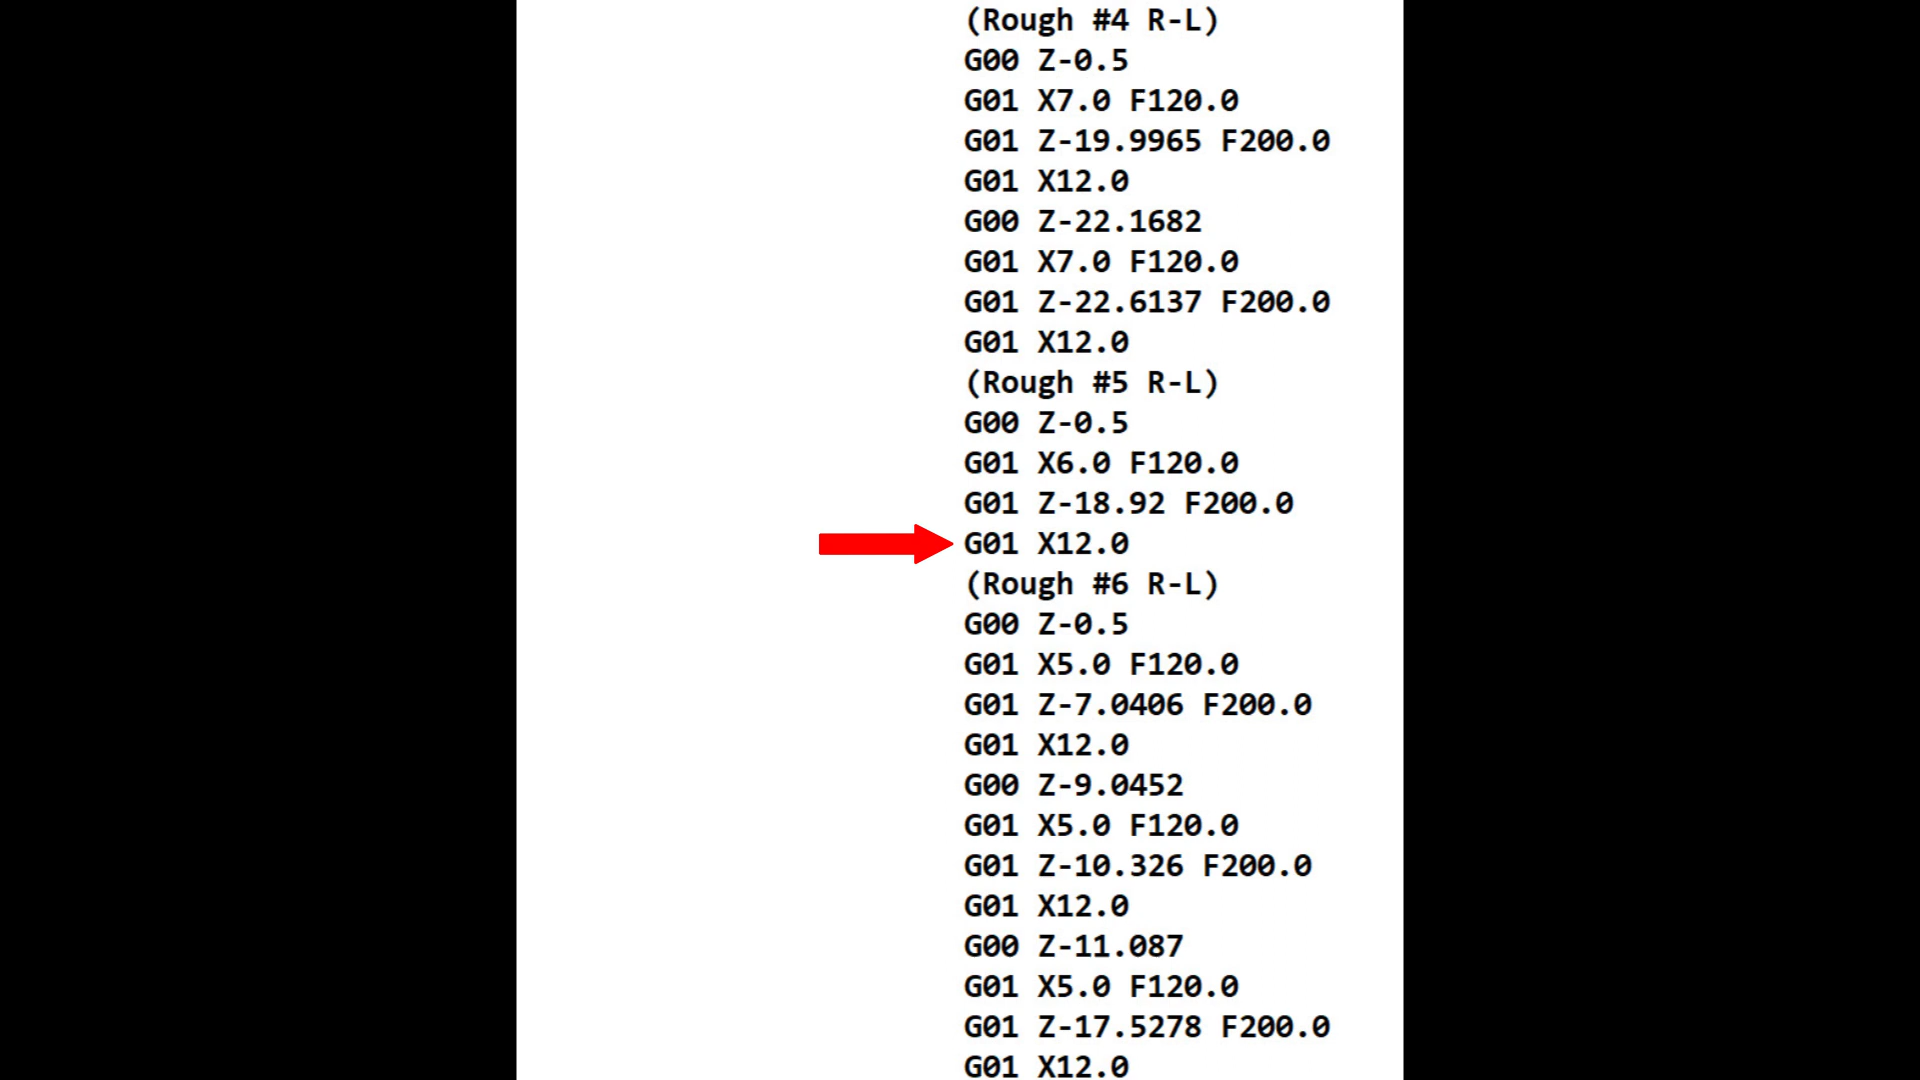 (Rough #4 R-L)
G00 Z-0.5
G01 X7.0 F120.0
G01 Z-19.9965 F200.0
G01 X12.0
G00 Z-22.1682
G01 X7.0 F120.0
G01 Z-22.6137 F200.0
G01 X12.0
(Rough #5 R-L)
G00 Z-0.5
G01 X6.0 F120.0
G01 Z-18.92 F200.0
G01 X12.0
(Rough #6 R-L)
G00 Z-0.5
G01 X5.0 F120.0
G01 Z-7.0406 F200.0
G01 X12.0
G00 Z-9.0452
G01 X5.0 F120.0
G01 Z-10.326 F200.0
G01 X12.0
G00 Z-11.087
G01 X5.0 F120.0
G01 Z-17.5278 F200.0
G01 X12.0